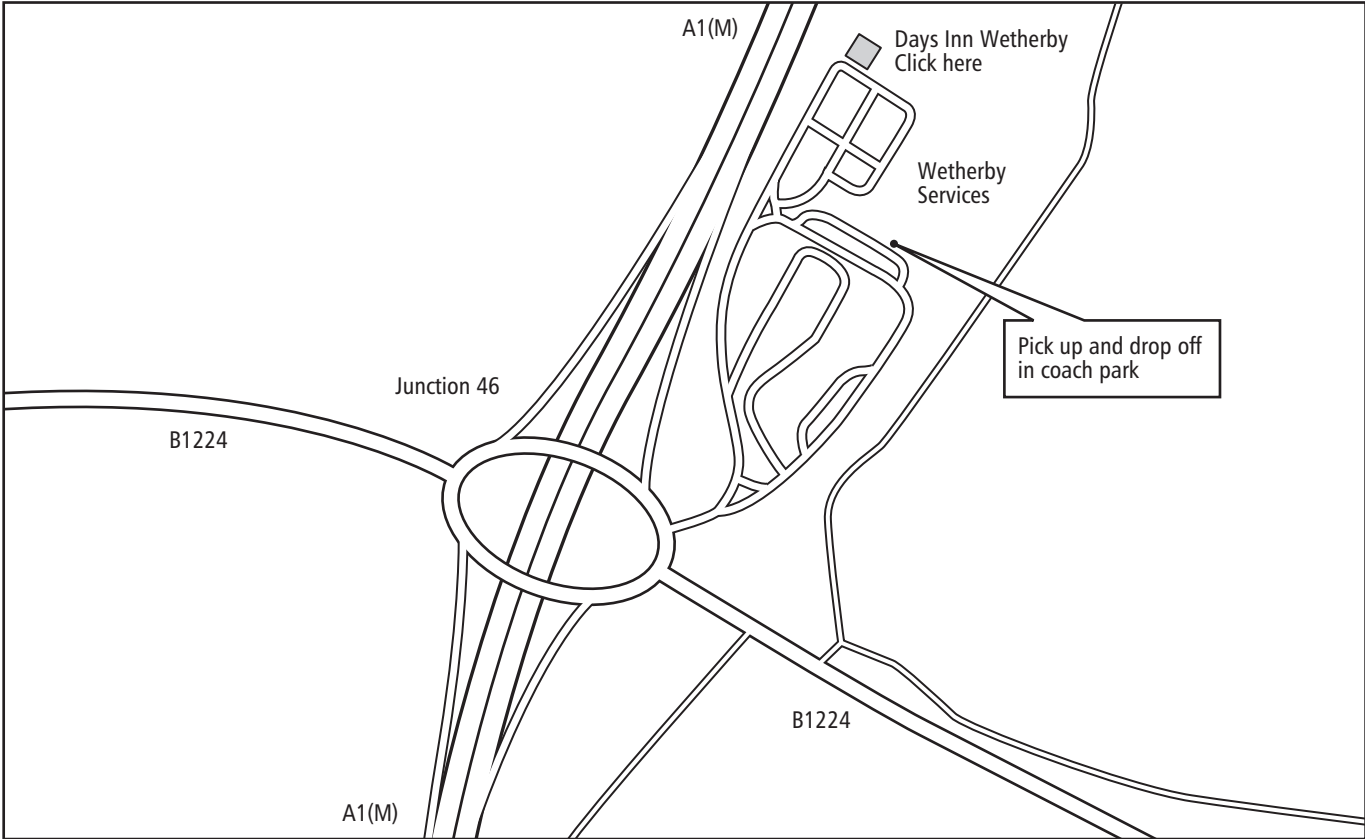 A1(M)
Days Inn Wetherby
Click here
Wetherby
Services
Pick up and drop off
in coach park
Junction 46
B1224
B1224
A1(M)